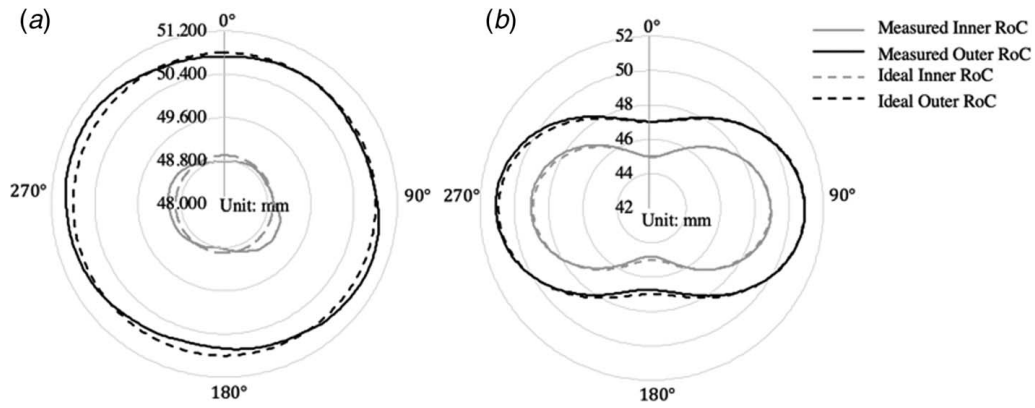 (a)
0°
51.200
50.400
49.600
48.800
48.000
Unit: mm
270°
90°
180°
(b)
0°
52
50
48
46
44
42
Unit: mm
270°
90°
180°
Measured Inner RoC
Measured Outer RoC
Ideal Inner RoC
Ideal Outer RoC